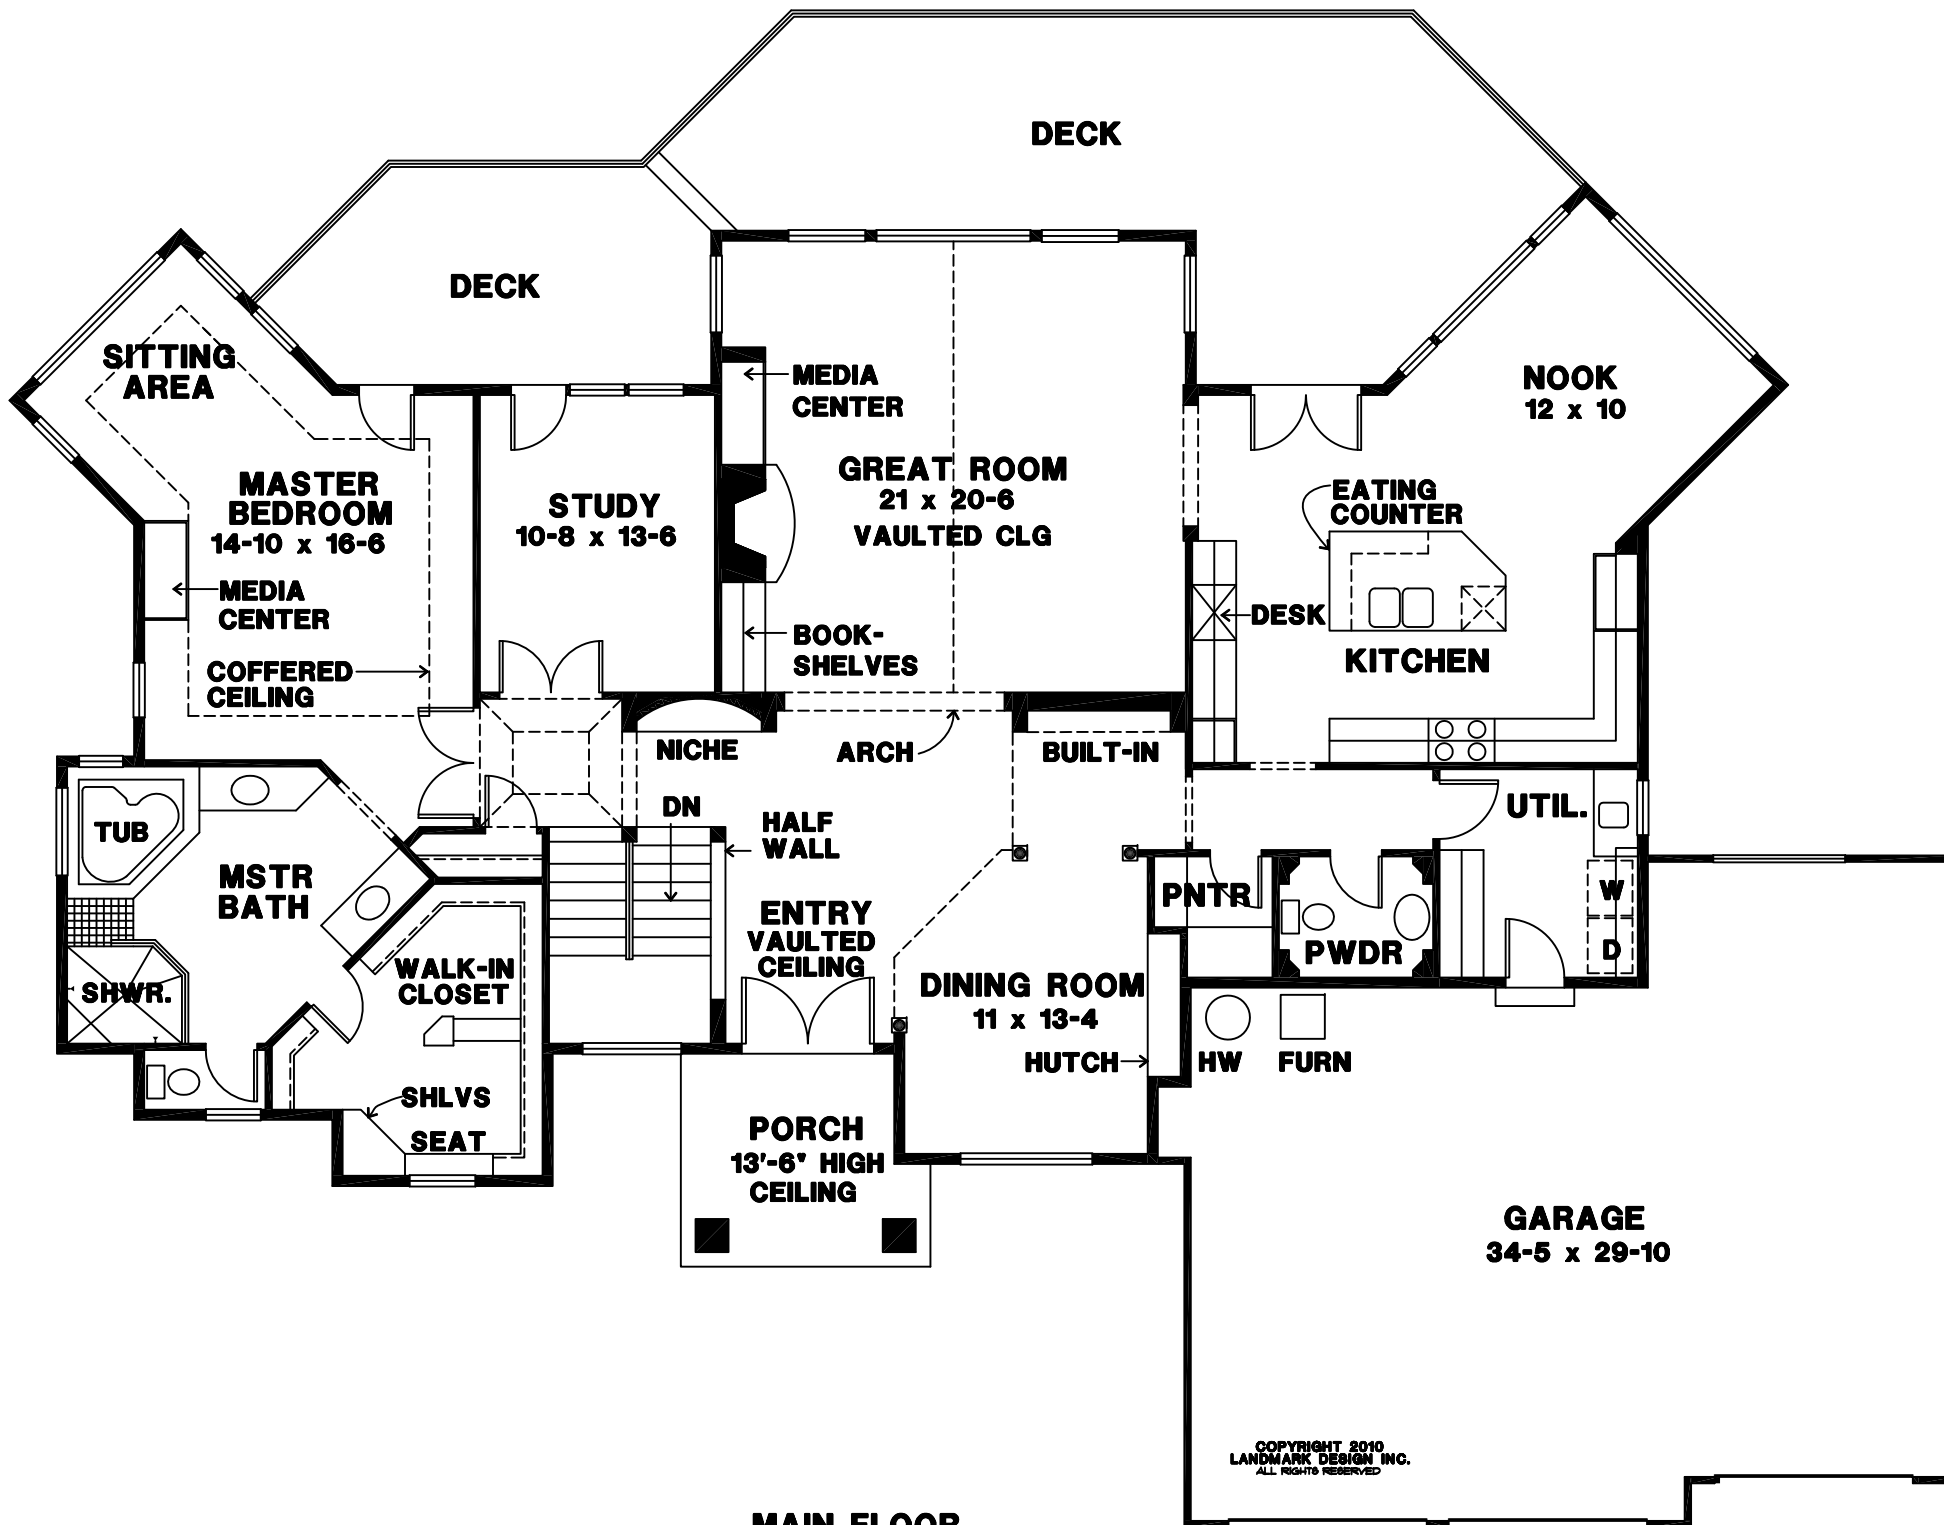 DECK
DECK
SITTING
AREA
MEDIA
CENTER
NOOK
12 x 10
GREAT ROOM
21 x 20-6
VAULTED CLG
MASTER
BEDROOM
14-10 x 16-6
STUDY
10-8 x 13-6
EATING
COUNTER
MEDIA
CENTER
DESK
BOOK-
SHELVES
KITCHEN
COFFERED
CEILING
NICHE
ARCH
BUILT-IN
DN
UTIL.
TUB
HALF
WALL
MSTR
BATH
PNTR
W
ENTRY
VAULTED
CEILING
PWDR
D
WALK-IN
CLOSET
SHWR.
DINING ROOM
11 x 13-4
HUTCH
HW
FURN
SHLVS
SEAT
PORCH
13'-6" HIGH
CEILING
GARAGE
34-5 x 29-10
COPYRIGHT 2010
LANDMARK DESIGN INC.
ALL RIGHTS RESERVED
MAIN FLOOR